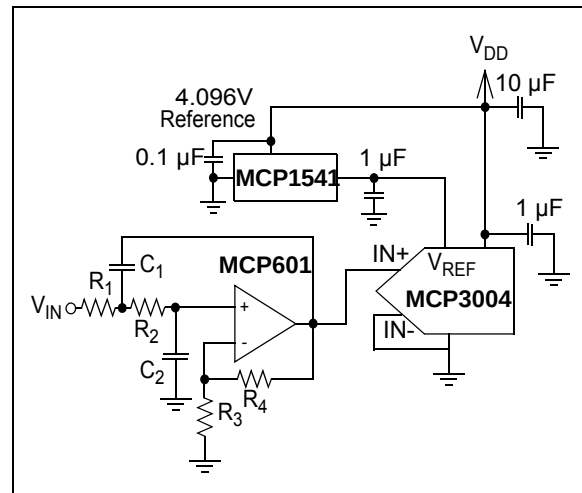 V_DD
10 µF
4.096V
Reference
0.1 µF
1 µF
MCP1541
1 µF
V_REF
IN+
MCP3004
IN-
C_1
MCP601
V_IN
R_1
R_2
+
-
C_2
R_4
R_3